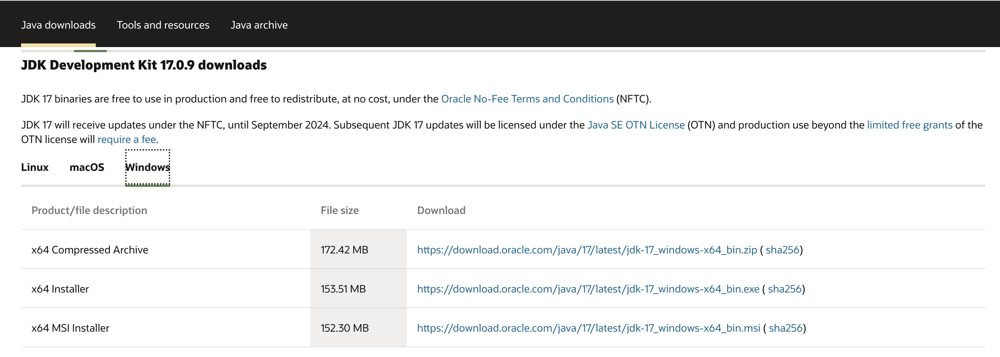 Java downloads Tools and resources Java archive
JDK Development Kit 17.0.9 downloads
JDK 17 binaries are free to use in production and free to redistribute, at no cost, under the Oracle No-Fee Terms and Conditions (NFTC).
JDK 17 will receive updates under the NFTC, until September 2024. Subsequent JDK 17 updates will be licensed under the Java SE OTN License (OTN) and production use beyond the limited free grants of the
OTN license will require a fee.
Linux macOS Windows
Product/file description File size Download
x64 Compressed Archive 172.42 MB https://download.oracle.com/java/17/latest/jdk-17_windows-x64_bin.zip ( sha256)
x64 Installer 153.51 MB https://download.oracle.com/java/17/latest/jdk-17_windows-x64_bin.exe ( sha256)
x64 MSI Installer 152.30 MB https://download.oracle.com/java/17/latest/jdk-17_windows-x64_bin.msi ( sha256)